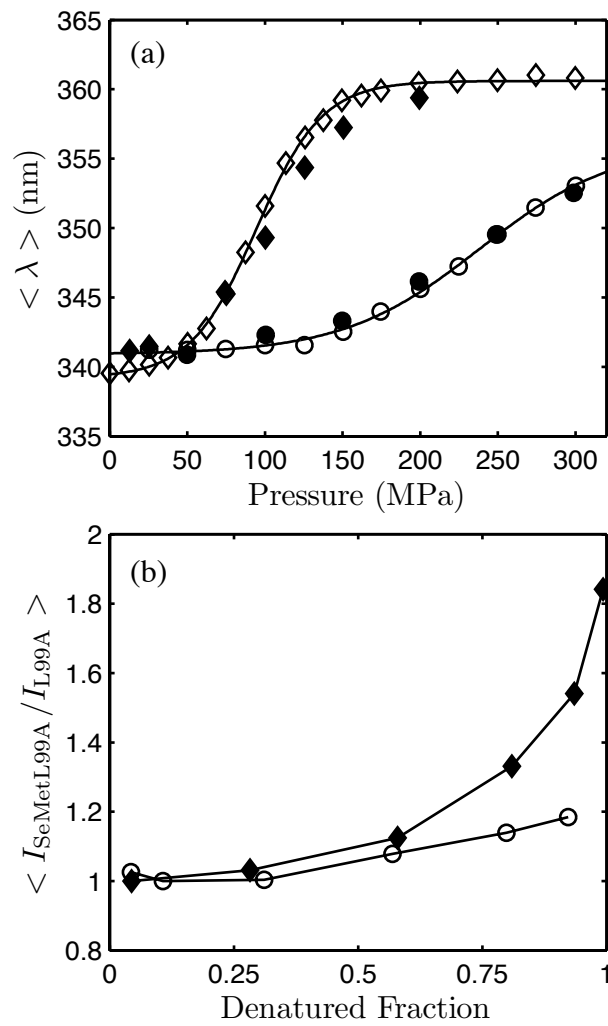 (a)
365
360
355
350
345
340
335
< λ > (nm)
0 50 100 150 200 250 300
Pressure (MPa)
(b)
2
1.8
1.6
1.4
1.2
1
0.8
< I_SeMetL99A / I_L99A >
0 0.25 0.5 0.75 1
Denatured Fraction